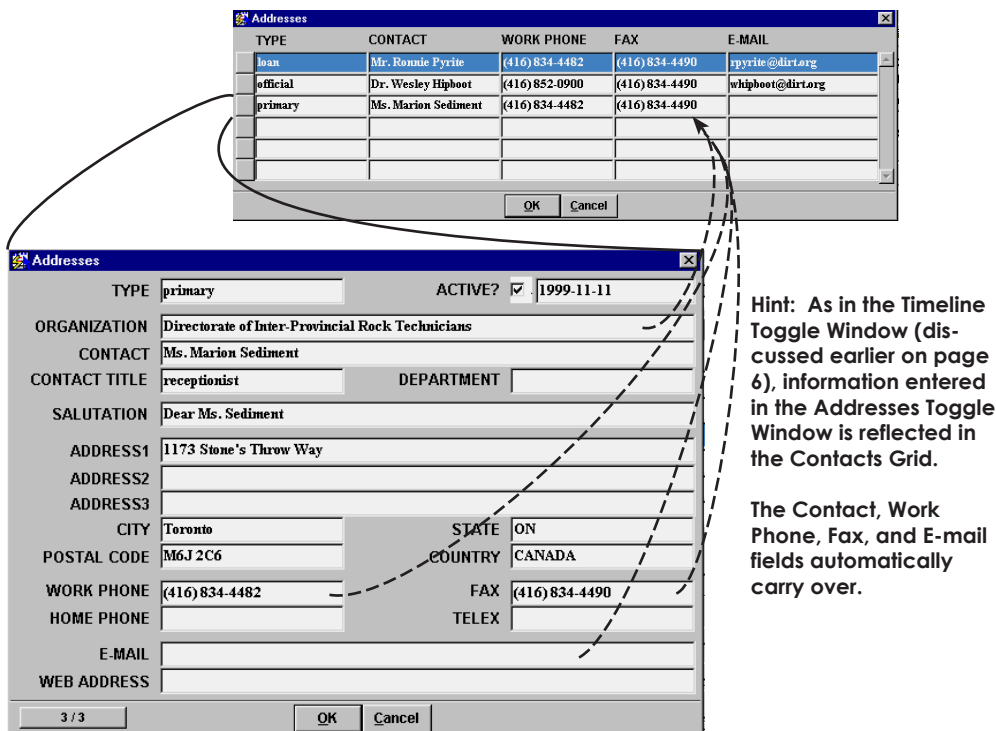 Addresses
TYPE CONTACT WORK PHONE FAX E-MAIL
loan Mr. Ronnie Pyrite (416) 834-4482 (416) 834-4490 rpyrite@dirt.org
official Dr. Wesley Hipboot (416) 852-0900 (416) 834-4490 whipboot@dirt.org
primary Ms. Marion Sediment (416) 834-4482 (416) 834-4490
OK Cancel
Addresses
TYPE primary ACTIVE? 1999-11-11
ORGANIZATION Directorate of Inter-Provincial Rock Technicians
CONTACT Ms. Marion Sediment
CONTACT TITLE receptionist DEPARTMENT
SALUTATION Dear Ms. Sediment
ADDRESS1 1173 Stone's Throw Way
ADDRESS2
ADDRESS3
CITY Toronto STATE ON
POSTAL CODE M6J 2C6 COUNTRY CANADA
WORK PHONE (416) 834-4482 FAX (416) 834-4490
HOME PHONE TELEX
E-MAIL
WEB ADDRESS
3 / 3 OK Cancel
Hint: As in the Timeline
Toggle Window (dis-
cussed earlier on page
6), information entered
in the Addresses Toggle
Window is reflected in
the Contacts Grid.
The Contact, Work
Phone, Fax, and E-mail
fields automatically
carry over.